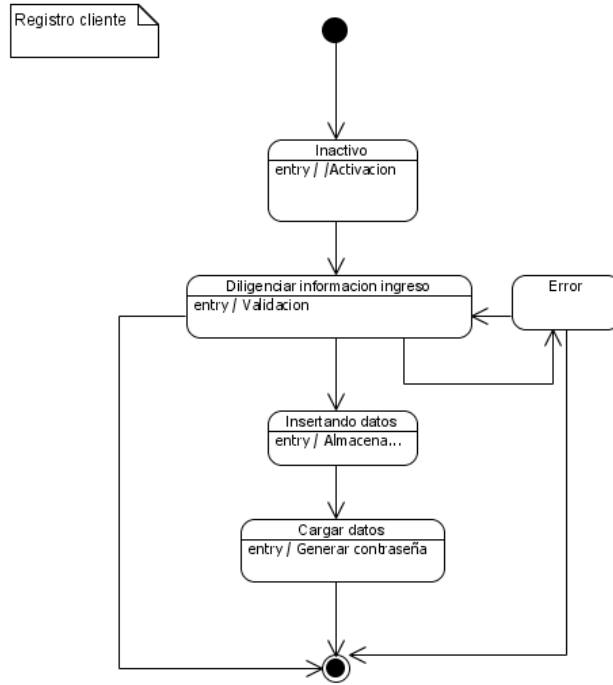 Registro cliente
Inactivo
entry / /Activacion
Diligenciar informacion ingreso
entry / Validacion
Error
Insertando datos
entry / Almacena...
Cargar datos
entry / Generar contraseña